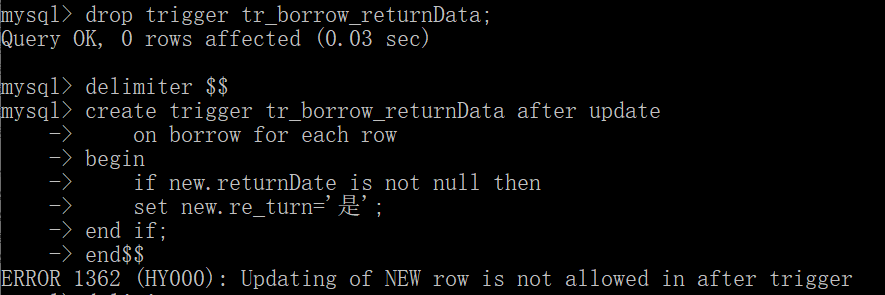 mysql> drop trigger tr_borrow_returnData;
Query OK, 0 rows affected (0.03 sec)
mysql> delimiter $$
mysql> create trigger tr_borrow_returnData after update
    ->     on borrow for each row
    -> begin
    ->     if new.returnDate is not null then
    ->     set new.re_turn='是';
    -> end if;
    -> end$$
ERROR 1362 (HY000): Updating of NEW row is not allowed in after trigger